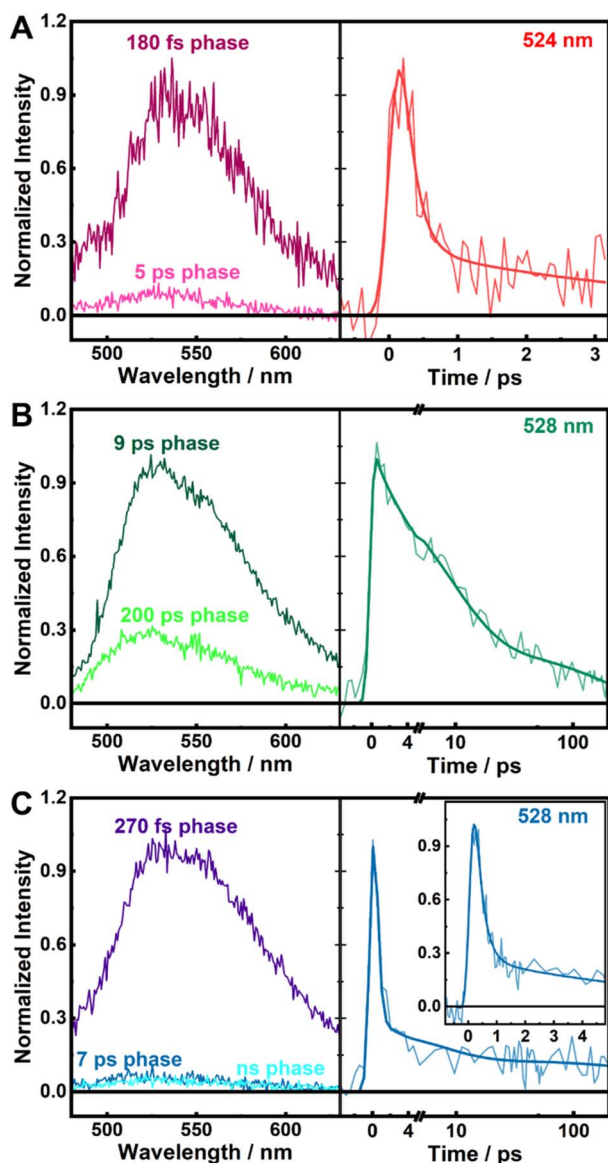 A
Normalized Intensity
1.2
0.9
0.6
0.3
0.0
180 fs phase
5 ps phase
500 550 600
Wavelength / nm
524 nm
0 1 2 3
Time / ps
B
Normalized Intensity
1.2
0.9
0.6
0.3
0.0
9 ps phase
200 ps phase
500 550 600
Wavelength / nm
528 nm
0 4 10 100
Time / ps
C
Normalized Intensity
1.2
0.9
0.6
0.3
0.0
270 fs phase
7 ps phase ns phase
500 550 600
Wavelength / nm
528 nm
0.9
0.6
0.3
0.0
0 1 2 3 4
0 4 10 100
Time / ps